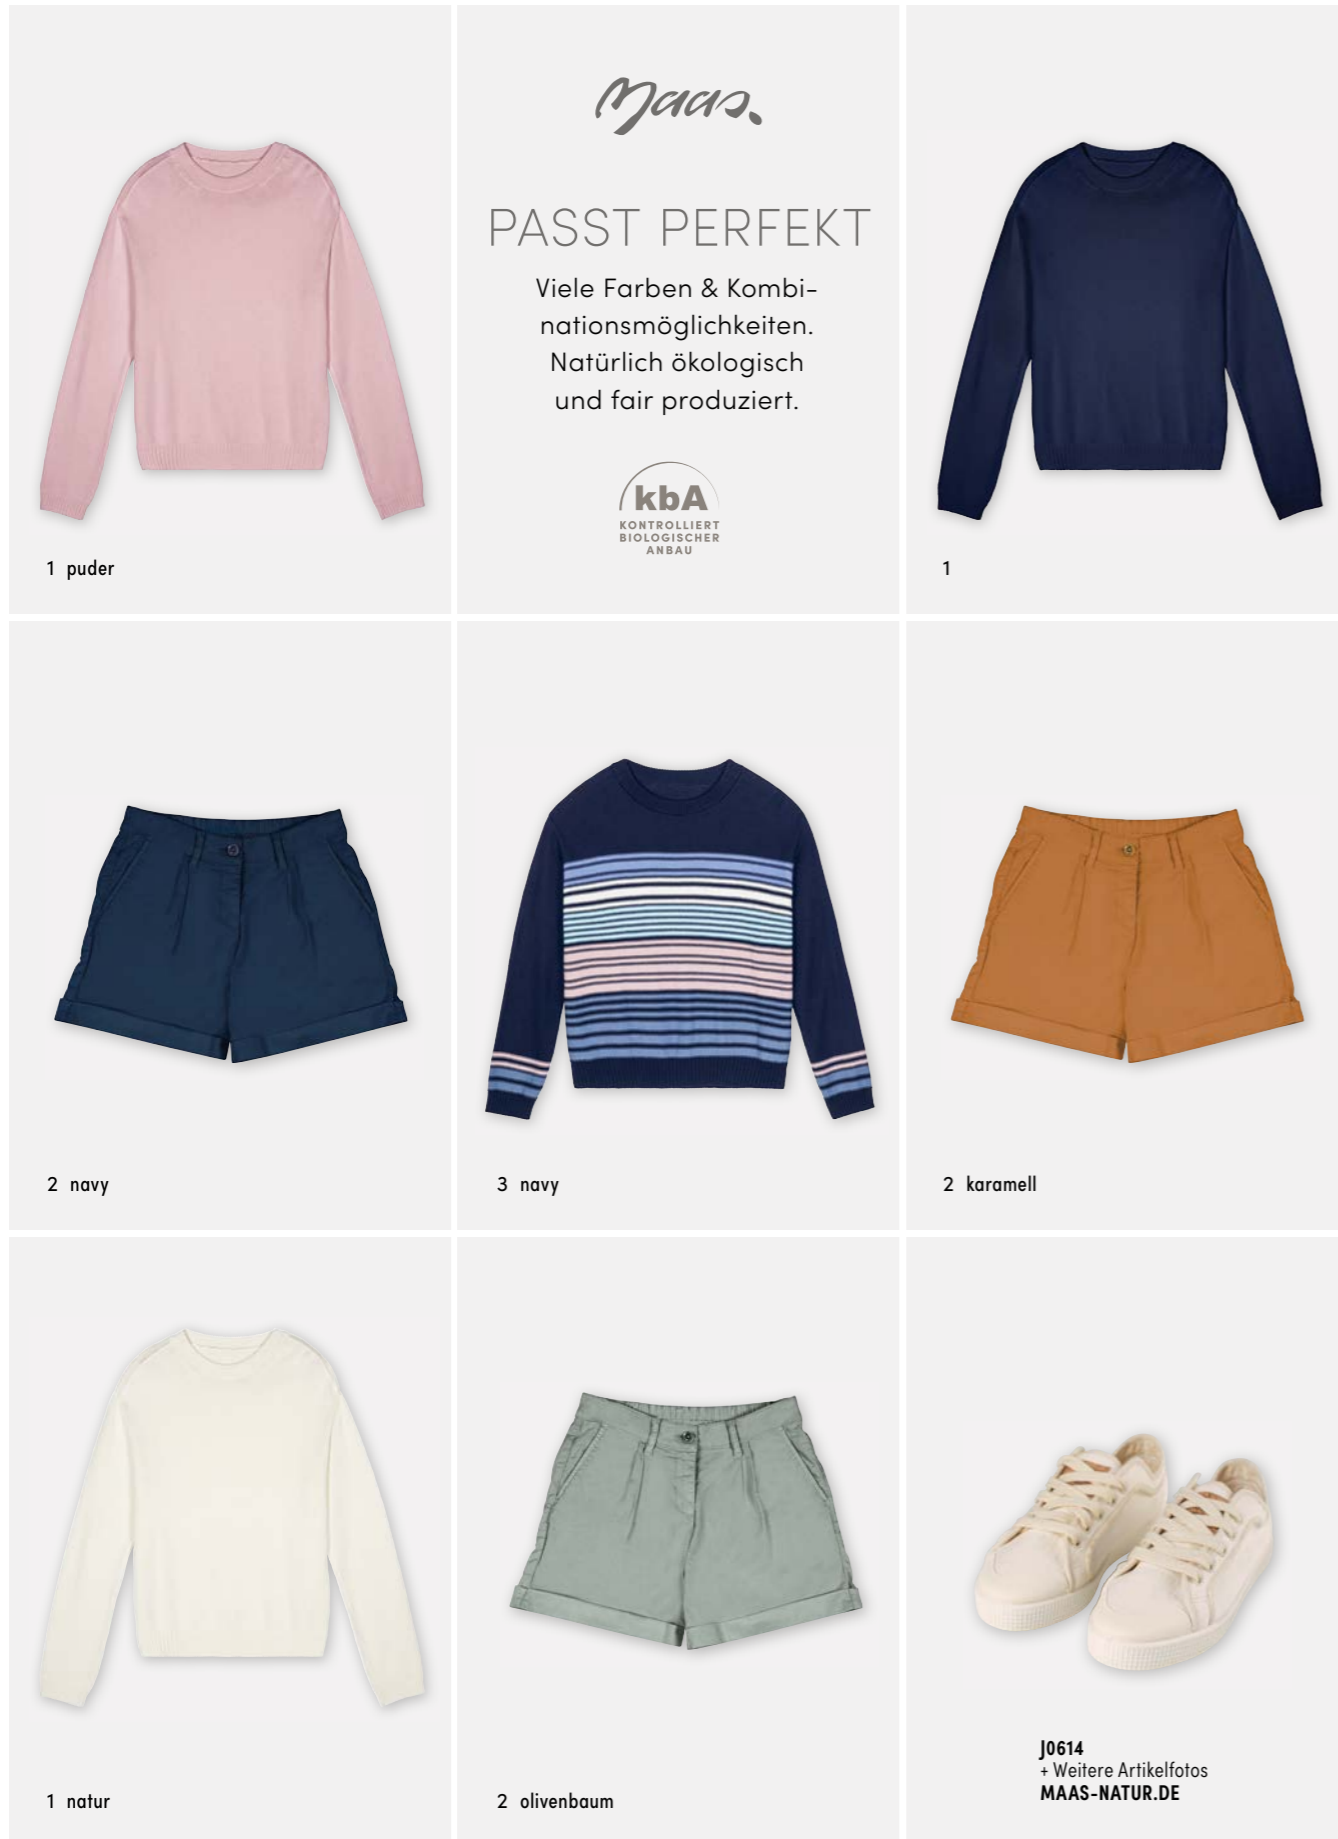 Maas.
PASST PERFEKT
Viele Farben & Kombi-
nationsmöglichkeiten.
Natürlich ökologisch
und fair produziert.
kbA
KONTROLLIERT
BIOLOGISCHER
ANBAU
1 puder
1
2 navy
3 navy
2 karamell
1 natur
2 olivenbaum
J0614
+ Weitere Artikelfotos
MAAS-NATUR.DE